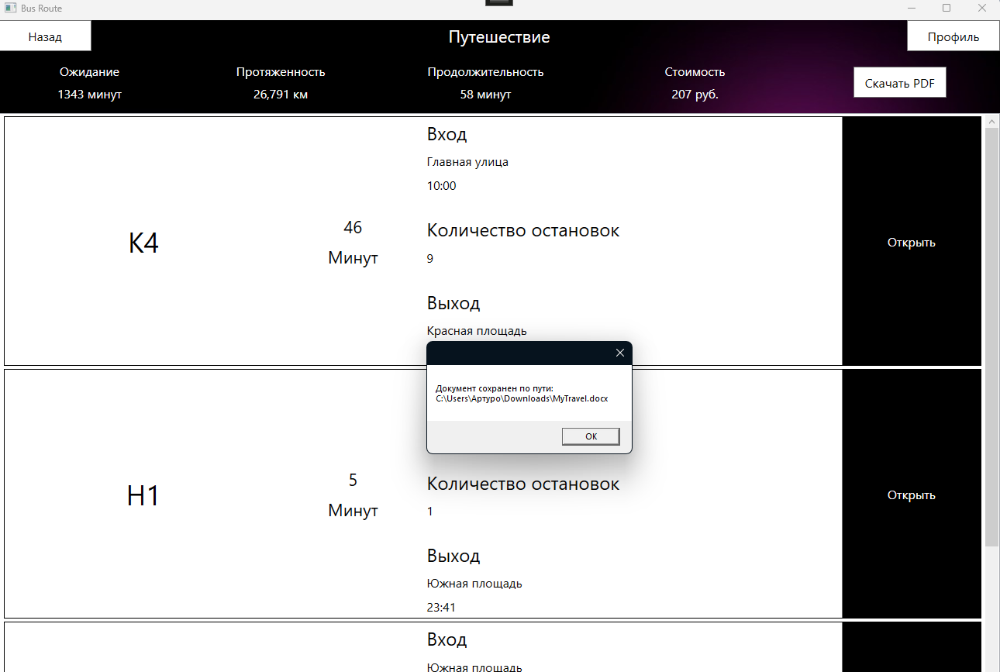 Bus Route
Назад
Путешествие
Профиль
Ожидание
Протяженность
Продолжительность
Стоимость
1343 минут
26,791 км
58 минут
207 руб.
Скачать PDF
K4
46
Минут
Вход
Главная улица
10:00
Количество остановок
9
Выход
Красная площадь
Открыть
Документ сохранен по пути:
C:\Users\Артуро\Downloads\MyTravel.docx
OK
H1
5
Минут
Количество остановок
1
Выход
Южная площадь
23:41
Открыть
Вход
Южная площадь